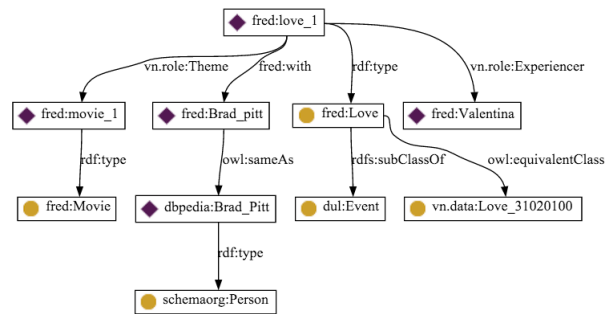 fred:love_1
vn.role:Theme
fred:with
rdf:type
vn.role:Experiencer
fred:movie_1
fred:Brad_pitt
fred:Love
fred:Valentina
rdf:type
owl:sameAs
rdfs:subClassOf
owl:equivalentClass
fred:Movie
dbpedia:Brad_Pitt
dul:Event
vn.data:Love_31020100
rdf:type
schemaorg:Person